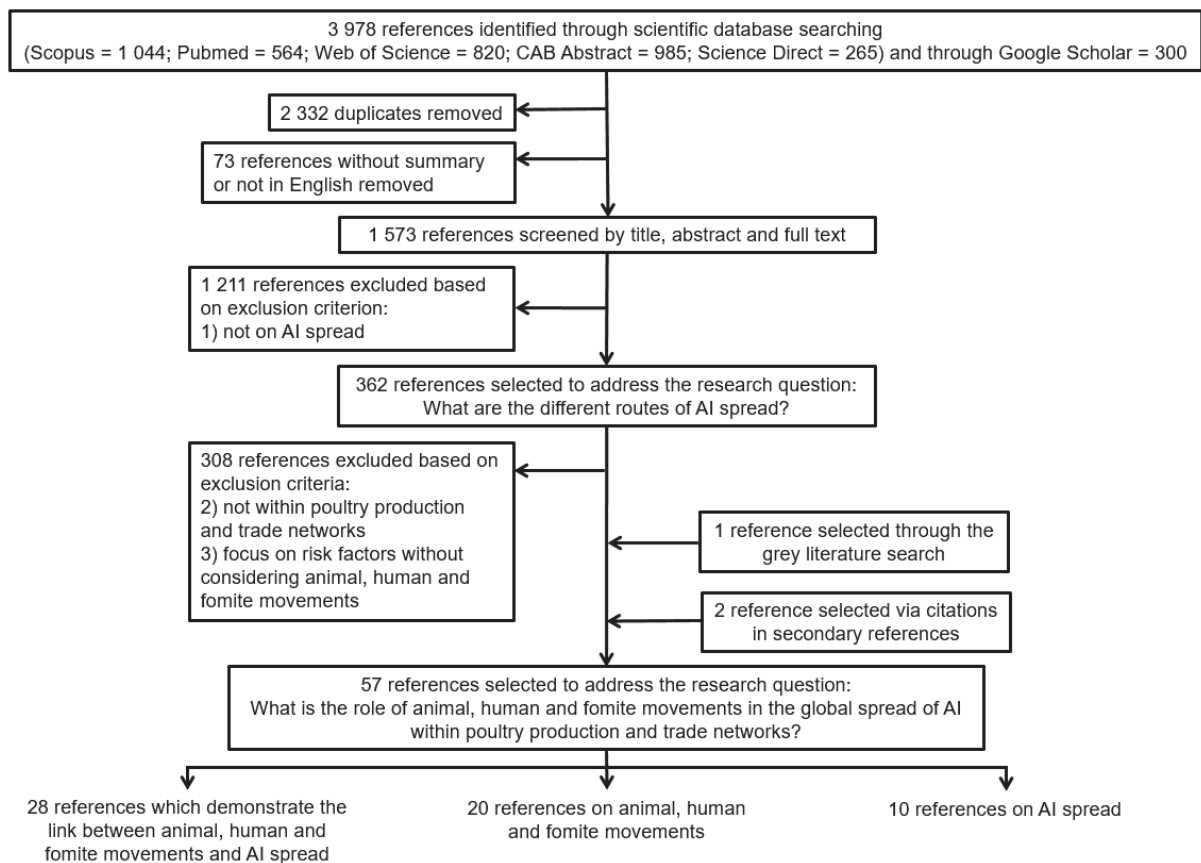 3 978 references identified through scientific database searching
(Scopus = 1 044; Pubmed = 564; Web of Science = 820; CAB Abstract = 985; Science Direct = 265) and through Google Scholar = 300
2 332 duplicates removed
73 references without summary
or not in English removed
1 573 references screened by title, abstract and full text
1 211 references excluded based
on exclusion criterion:
1) not on AI spread
362 references selected to address the research question:
What are the different routes of AI spread?
308 references excluded based on
exclusion criteria:
2) not within poultry production
and trade networks
3) focus on risk factors without
considering animal, human and
fomite movements
1 reference selected through the
grey literature search
2 reference selected via citations
in secondary references
57 references selected to address the research question:
What is the role of animal, human and fomite movements in the global spread of AI
within poultry production and trade networks?
28 references which demonstrate the
link between animal, human and
fomite movements and AI spread
20 references on animal, human
and fomite movements
10 references on AI spread